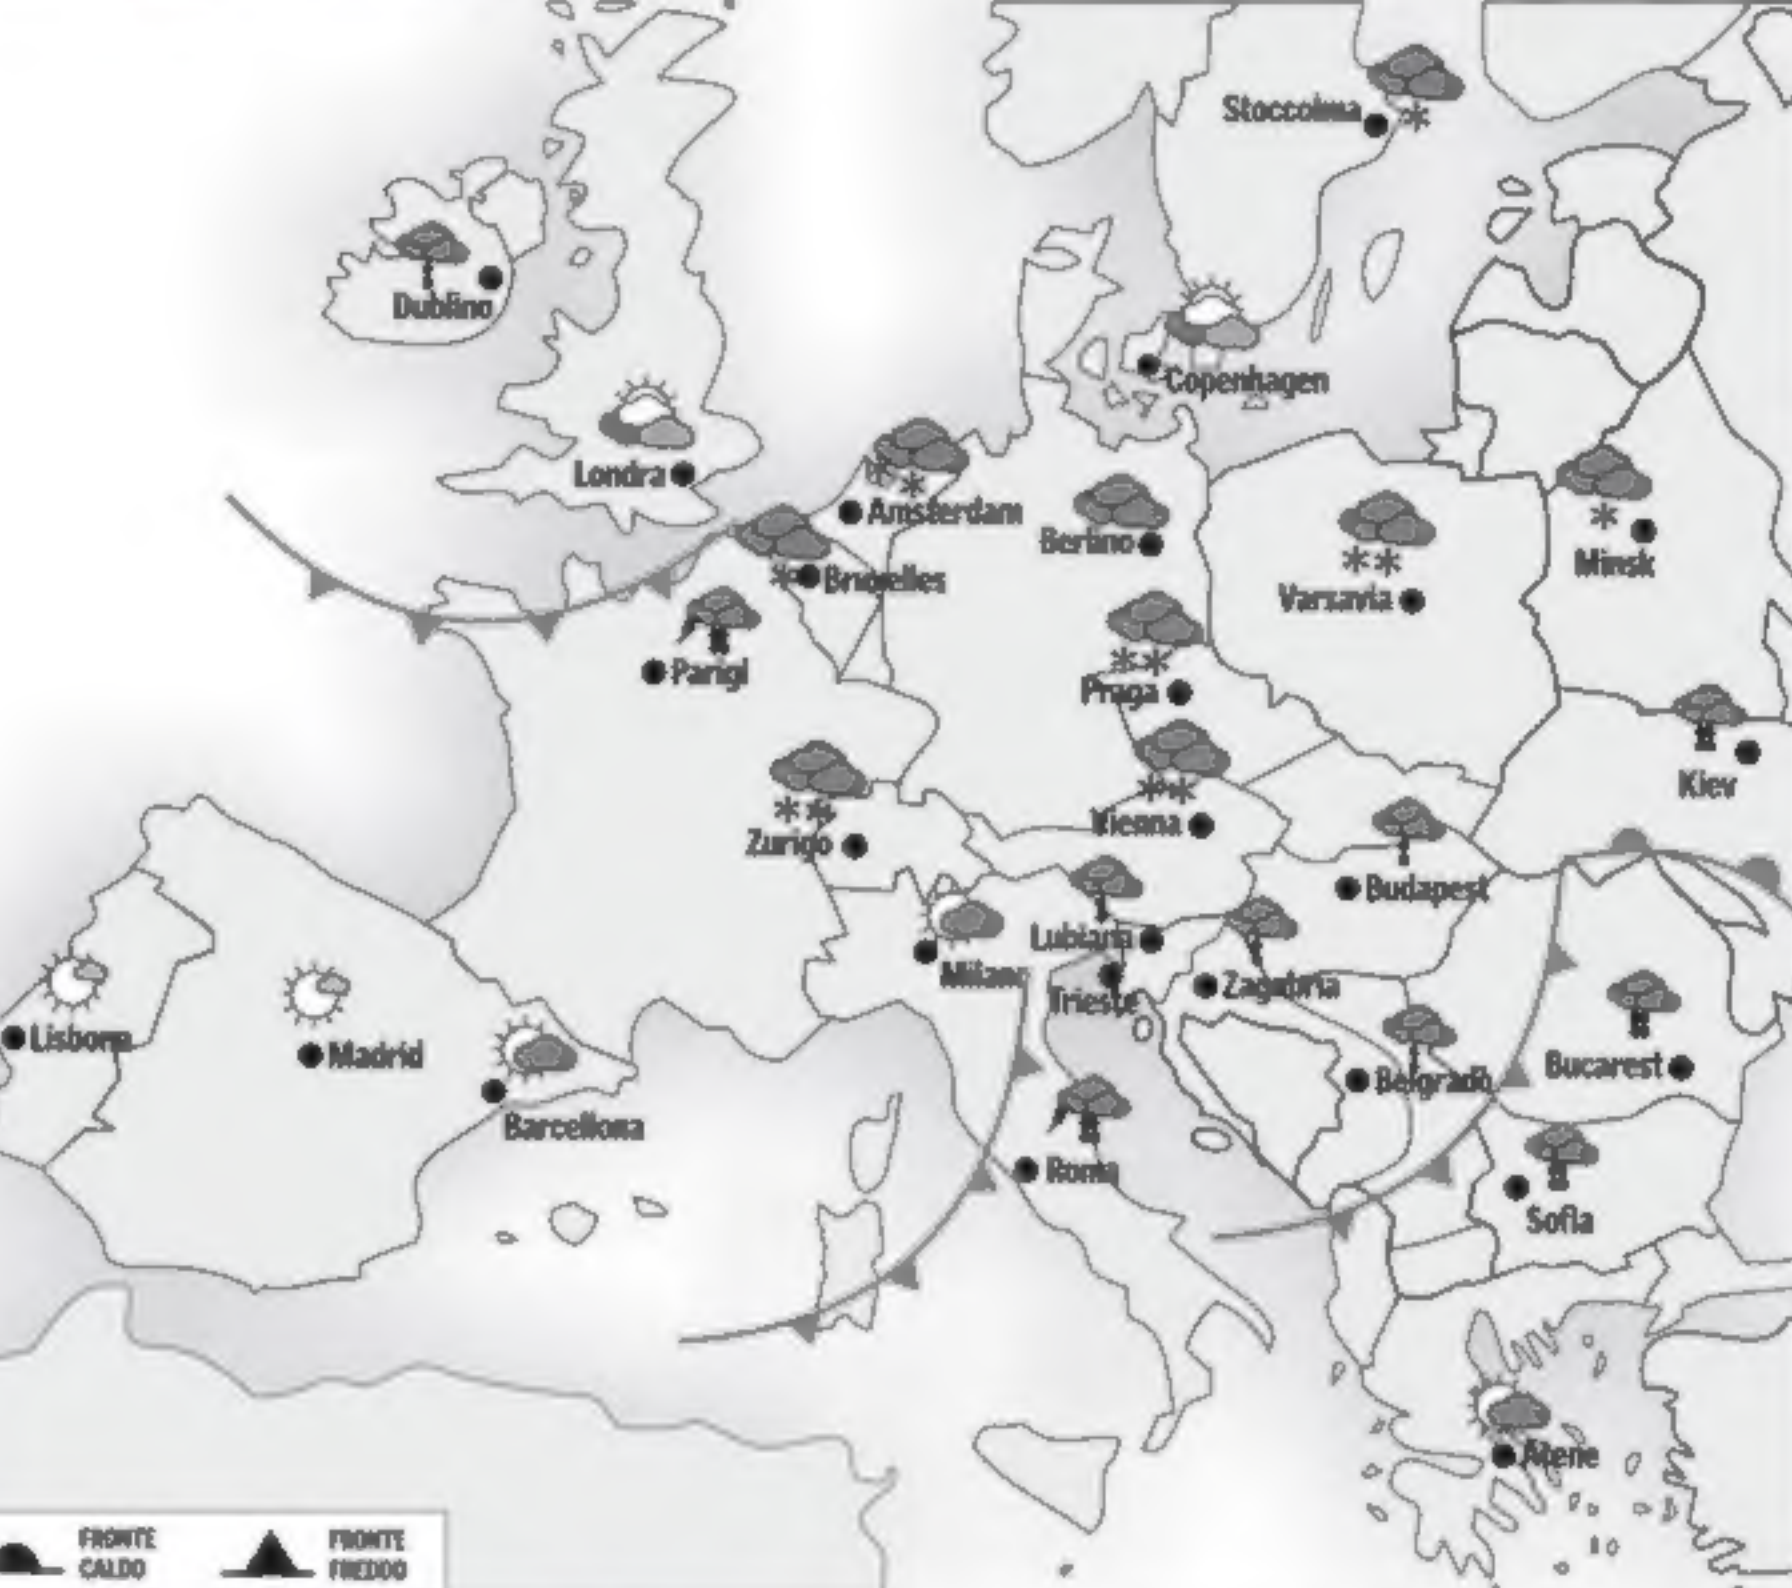 Stoccolma
Dublino
Copenhagen
Londra
Amsterdam
Berlino
Bruxelles
Minsk
Varsavia
Parigi
Praga
Kiev
Vienna
Zurigo
Budapest
Lubiana
Milano
Trieste
Zagabria
Lisbona
Madrid
Belgrado
Bucarest
Barcellona
Roma
Sofia
Atene
FRONTE
CALDO
FRONTE
FREDDO